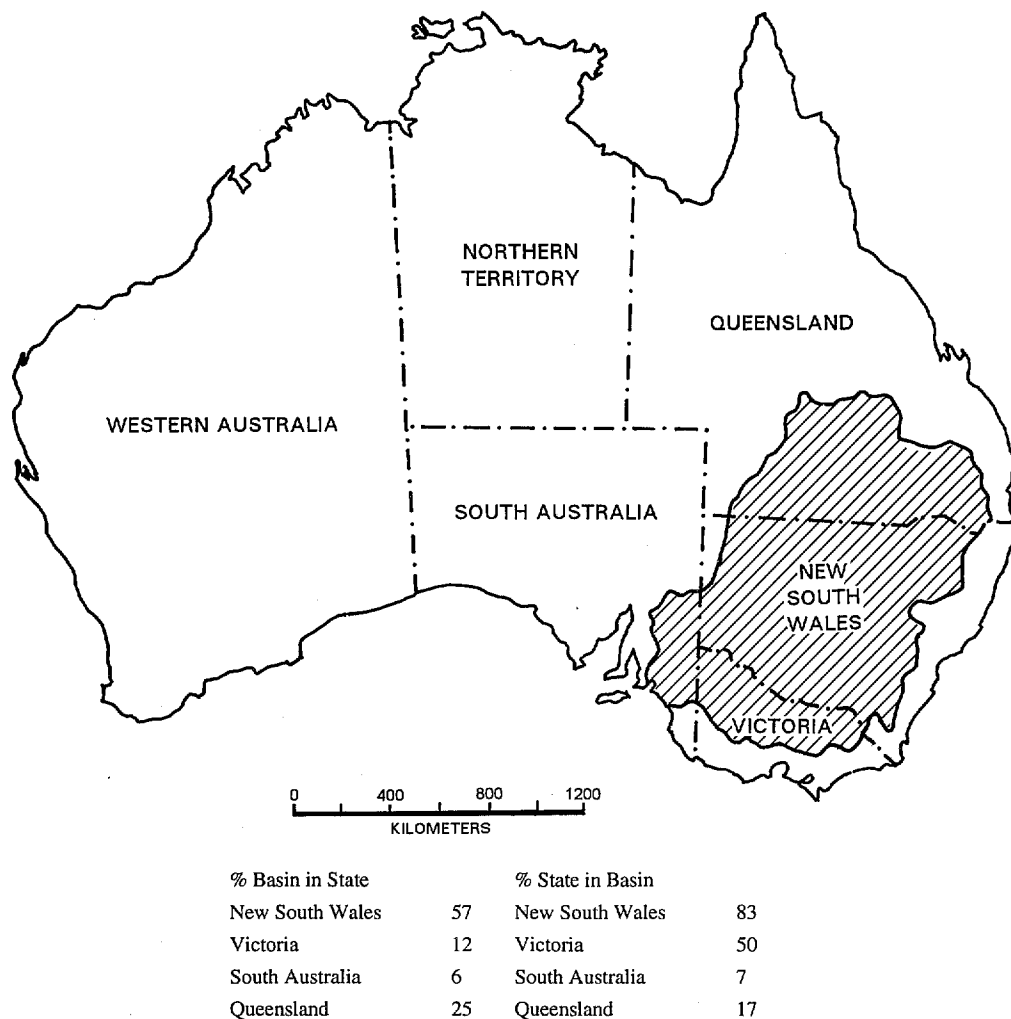 NORTHERN
TERRITORY
QUEENSLAND
WESTERN AUSTRALIA
SOUTH AUSTRALIA
NEW
SOUTH
WALES
VICTORIA
0 400 800 1200
KILOMETERS
% Basin in State % State in Basin
New South Wales 57 New South Wales 83
Victoria 12 Victoria 50
South Australia 6 South Australia 7
Queensland 25 Queensland 17